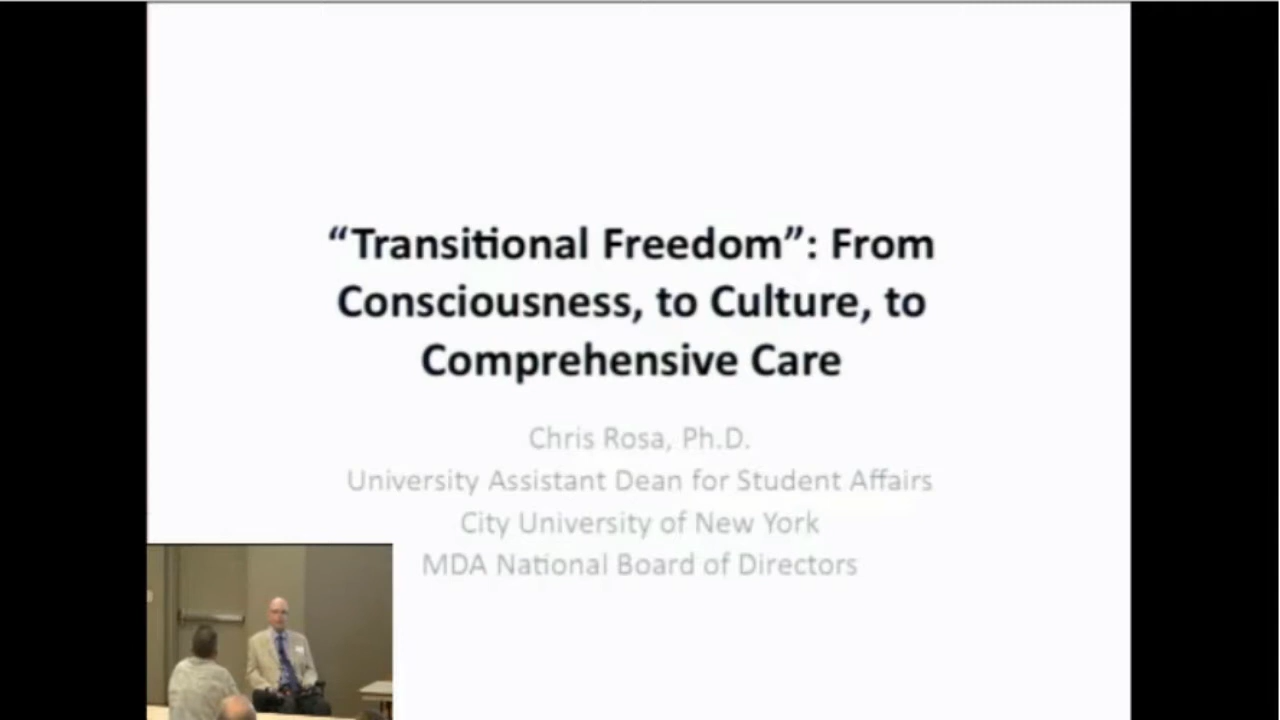 “Transitional Freedom”: From
Consciousness, to Culture, to
Comprehensive Care
Chris Rosa, Ph.D.
University Assistant Dean for Student Affairs
City University of New York
MDA National Board of Directors